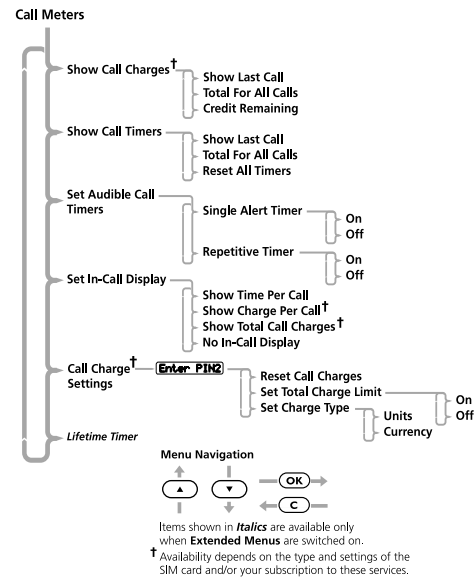 Call Meters
Show Call Charges†
Show Last Call
Total For All Calls
Credit Remaining
Show Call Timers
Show Last Call
Total For All Calls
Reset All Timers
Set Audible Call
Timers
Single Alert Timer
On
Off
Repetitive Timer
On
Off
Set In-Call Display
Show Time Per Call
Show Charge Per Call†
Show Total Call Charges†
No In-Call Display
Call Charge†
Settings
Enter PIN2
Reset Call Charges
Set Total Charge Limit
On
Off
Set Charge Type
Units
Currency
Lifetime Timer
Menu Navigation
OK
C
Items shown in Italics are available only
when Extended Menus are switched on.
† Availability depends on the type and settings of the
SIM card and/or your subscription to these services.